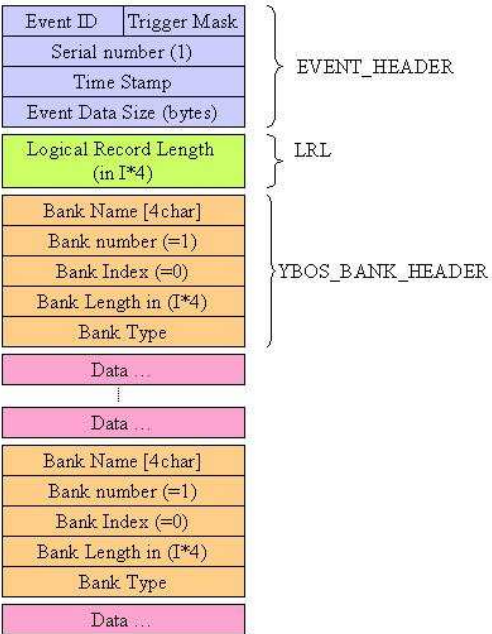 Event ID Trigger Mask
Serial number (1)
Time Stamp
Event Data Size (bytes)
EVENT_HEADER
Logical Record Length
(in I*4)
LRL
Bank Name [4char]
Bank number (=1)
Bank Index (=0)
Bank Length in (I*4)
Bank Type
YBOS_BANK_HEADER
Data ...
Data ...
Bank Name [4char]
Bank number (=1)
Bank Index (=0)
Bank Length in (I*4)
Bank Type
Data ...